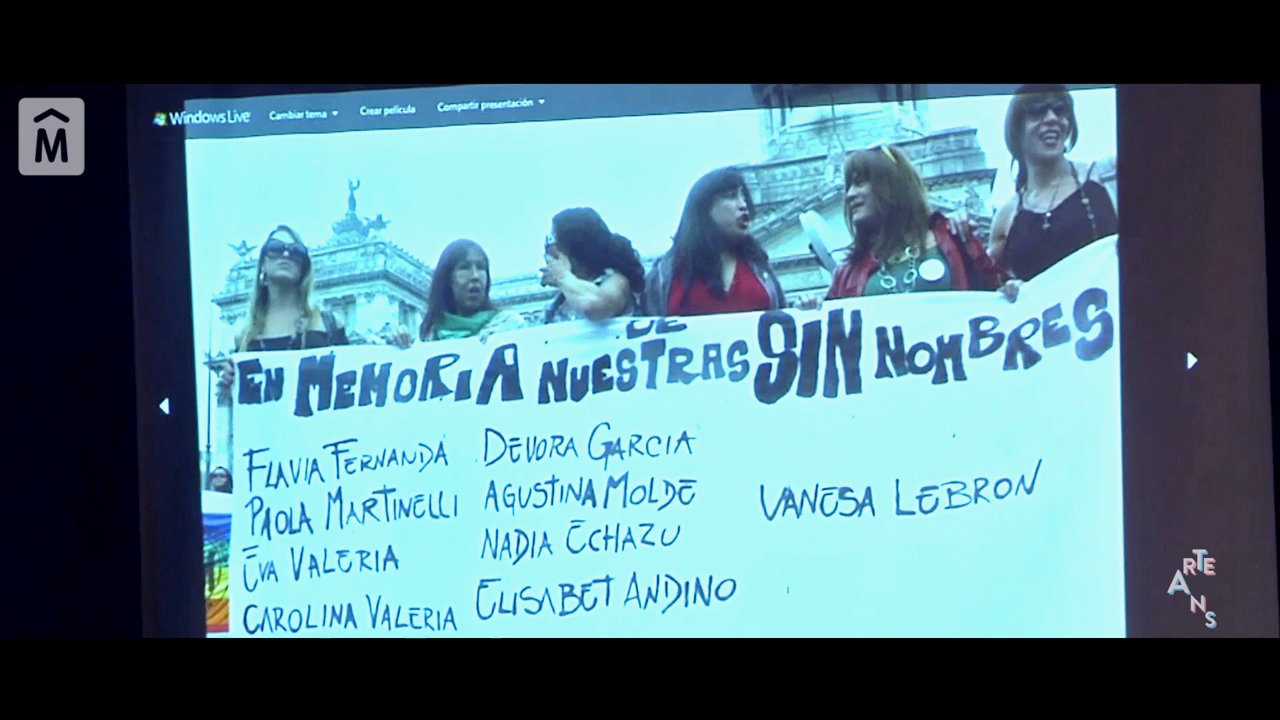 M
Windows Live Cambiar tema Crear película Compartir presentación
EN MEMORIA DE NUESTRAS SIN NOMBRES
FLAVIA FERNANDA
PAOLA MARTINELLI
EVA VALERIA
CAROLINA VALERIA
DEVORA GARCIA
AGUSTINA MOLDE
NADIA ECHAZU
ELISABET ANDINO
VANESA LEBRON
ARTE
ANS